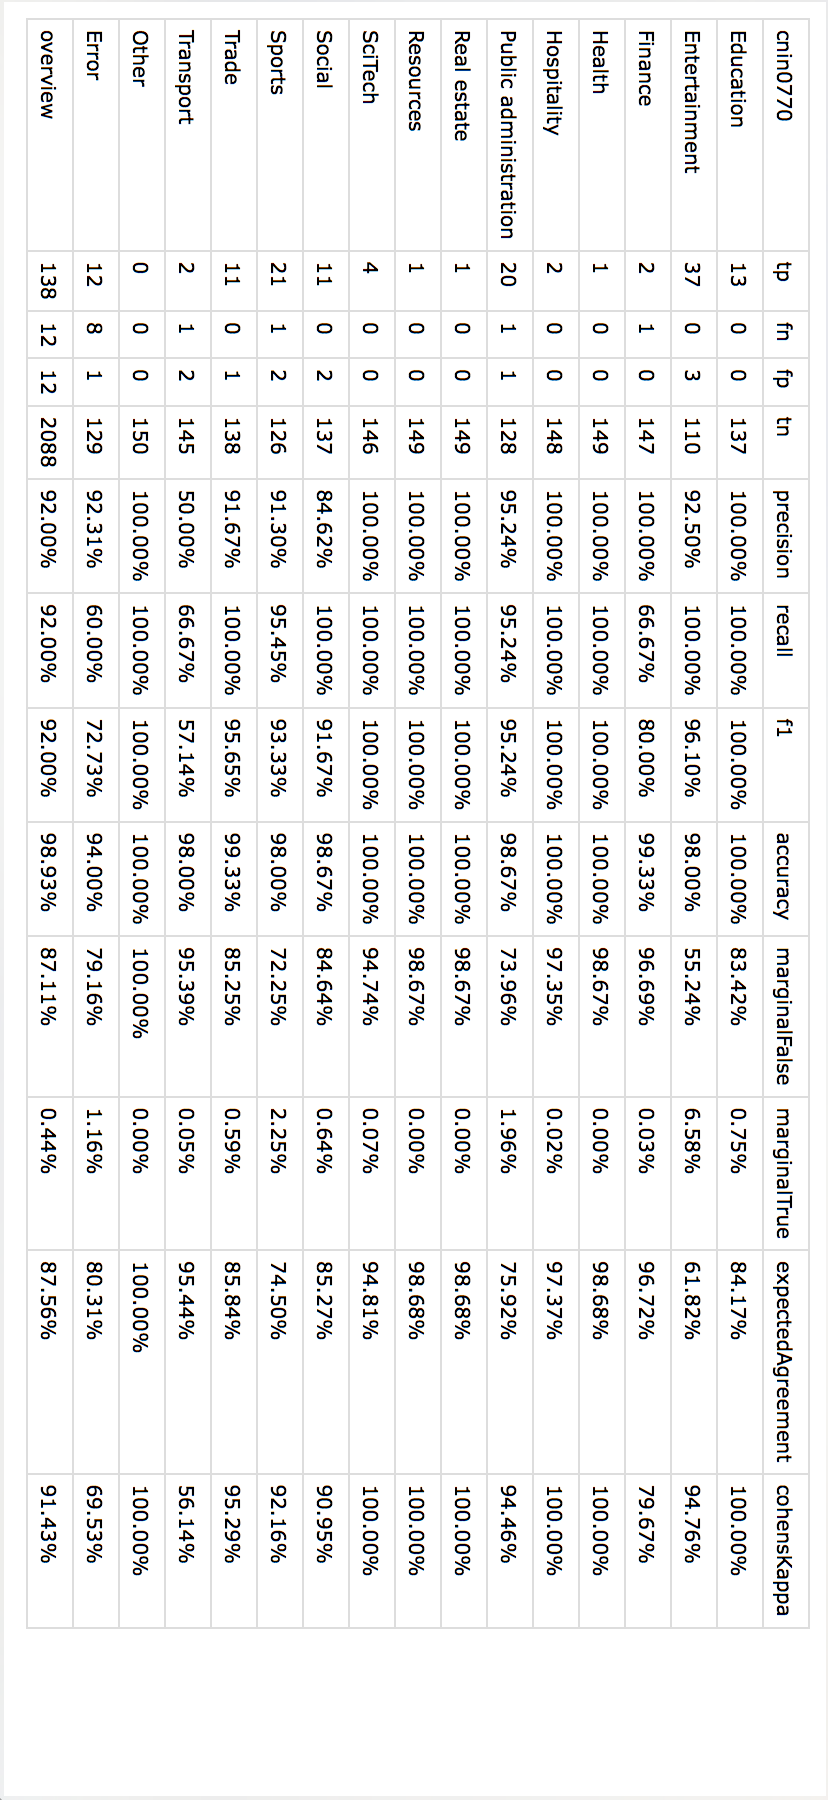 cnin0770 tp fn fp tn precision recall f1 accuracy marginalFalse marginalTrue expectedAgreement cohensKappa
Education 13 0 0 137 100.00% 100.00% 100.00% 100.00% 83.42% 0.75% 84.17% 100.00%
Entertainment 37 0 3 110 92.50% 100.00% 96.10% 98.00% 55.24% 6.58% 61.82% 94.76%
Finance 2 1 0 147 100.00% 66.67% 80.00% 99.33% 96.69% 0.03% 96.72% 79.67%
Health 1 0 0 149 100.00% 100.00% 100.00% 100.00% 98.67% 0.00% 98.68% 100.00%
Hospitality 2 0 0 148 100.00% 100.00% 100.00% 100.00% 97.35% 0.02% 97.37% 100.00%
Public administration 20 1 1 128 95.24% 95.24% 95.24% 98.67% 73.96% 1.96% 75.92% 94.46%
Real estate 1 0 0 149 100.00% 100.00% 100.00% 100.00% 98.67% 0.00% 98.68% 100.00%
Resources 1 0 0 149 100.00% 100.00% 100.00% 100.00% 98.67% 0.00% 98.68% 100.00%
SciTech 4 0 0 146 100.00% 100.00% 100.00% 100.00% 94.74% 0.07% 94.81% 100.00%
Social 11 0 2 137 84.62% 100.00% 91.67% 98.67% 84.64% 0.64% 85.27% 90.95%
Sports 21 1 2 126 91.30% 95.45% 93.33% 98.00% 72.25% 2.25% 74.50% 92.16%
Trade 11 0 1 138 91.67% 100.00% 95.65% 99.33% 85.25% 0.59% 85.84% 95.29%
Transport 2 1 2 145 50.00% 66.67% 57.14% 98.00% 95.39% 0.05% 95.44% 56.14%
Other 0 0 0 150 100.00% 100.00% 100.00% 100.00% 100.00% 0.00% 100.00% 100.00%
Error 12 8 1 129 92.31% 60.00% 72.73% 94.00% 79.16% 1.16% 80.31% 69.53%
overview 138 12 12 2088 92.00% 92.00% 92.00% 98.93% 87.11% 0.44% 87.56% 91.43%